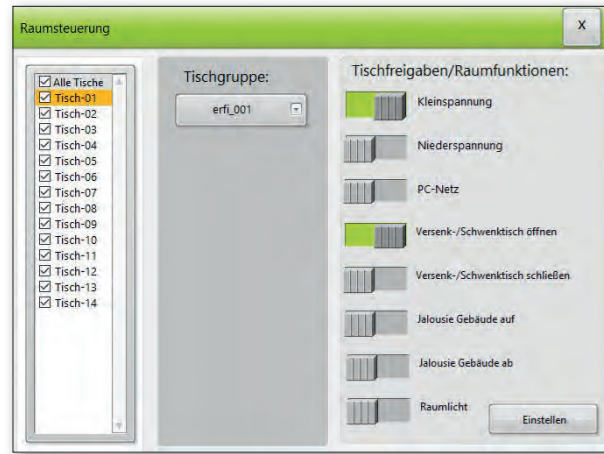 Raumsteuerung
X
Alle Tische
Tisch-01
Tisch-02
Tisch-03
Tisch-04
Tisch-05
Tisch-06
Tisch-07
Tisch-08
Tisch-09
Tisch-10
Tisch-11
Tisch-12
Tisch-13
Tisch-14
Tischgruppe:
erfi_001
Tischfreigaben/Raumfunktionen:
Kleinspannung
Niederspannung
PC-Netz
Versenk-/Schwenktisch öffnen
Versenk-/Schwenktisch schließen
Jalousie Gebäude auf
Jalousie Gebäude ab
Raumlicht
Einstellen